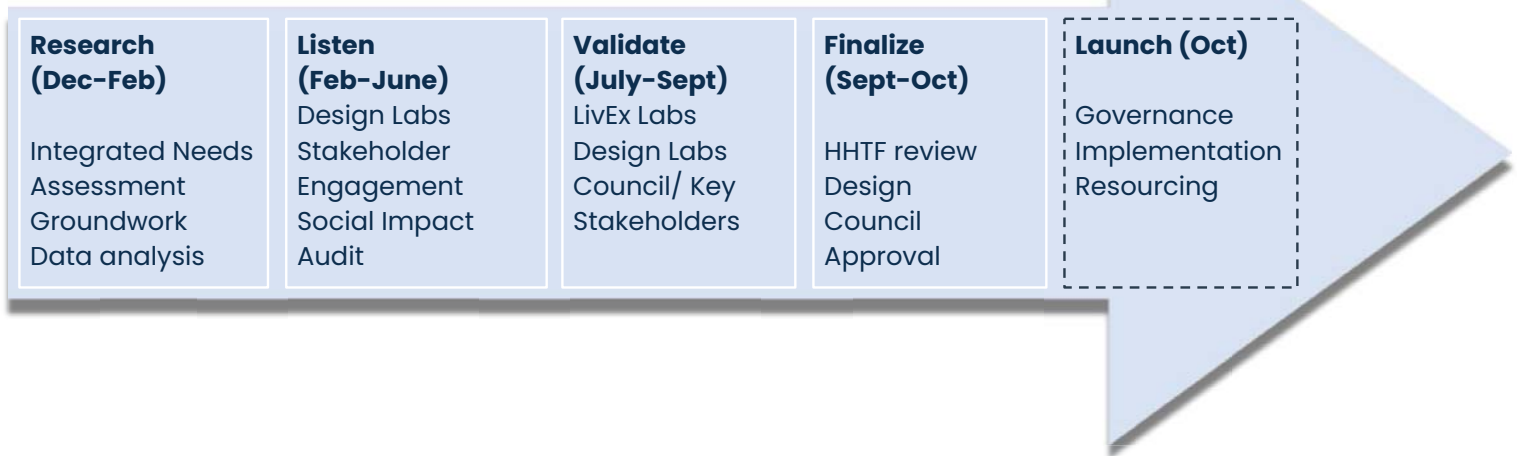 Research
(Dec-Feb)
Integrated Needs
Assessment
Groundwork
Data analysis
Listen
(Feb-June)
Design Labs
Stakeholder
Engagement
Social Impact
Audit
Validate
(July-Sept)
LivEx Labs
Design Labs
Council/ Key
Stakeholders
Finalize
(Sept-Oct)
HHTF review
Design
Council
Approval
Launch (Oct)
Governance
Implementation
Resourcing